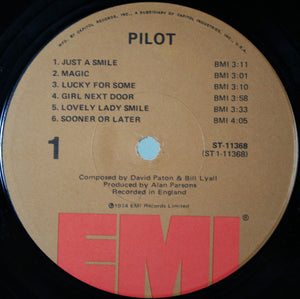 MFD. BY CAPITOL RECORDS, INC., A SUBSIDIARY OF CAPITOL INDUSTRIES, INC., U.S.A.
PILOT
1. JUST A SMILE BMI 3:11
2. MAGIC BMI 3:01
3. LUCKY FOR SOME BMI 3:10
4. GIRL NEXT DOOR BMI 3:58
5. LOVELY LADY SMILE BMI 3:33
6. SOONER OR LATER BMI 4:05
1
ST-11368
(ST 1-11368)
Composed by David Paton & Bill Lyall
Produced by Alan Parsons
Recorded in England
℗1974 EMI Records Limited
EMI®